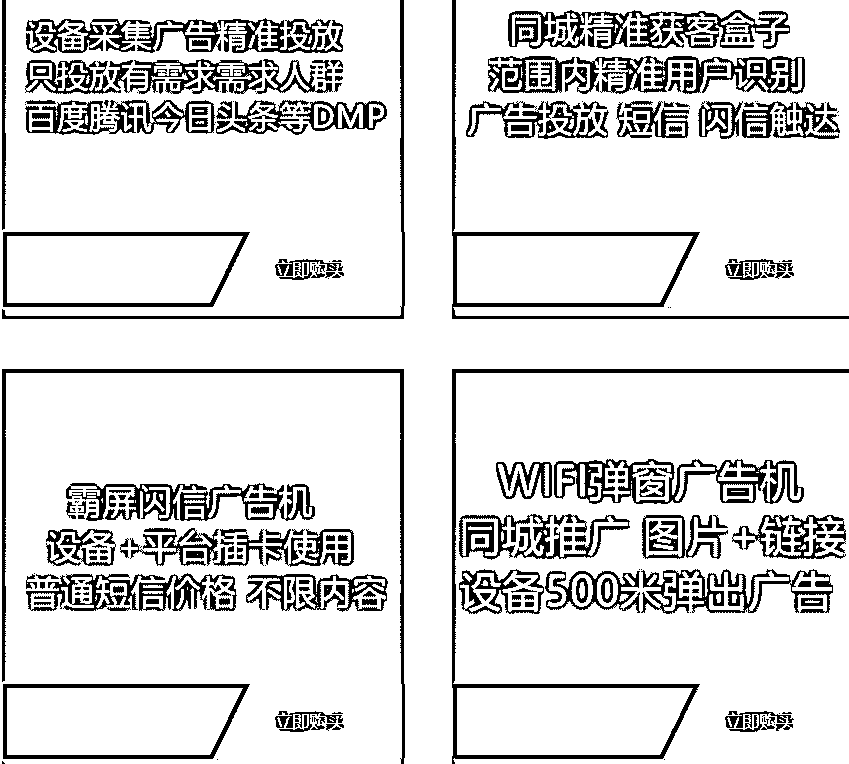 设备采集广告精准投放
只投放有需求需求人群
百度腾讯今日头条等DMP
立即购买
同城精准获客盒子
范围内精准用户识别
广告投放 短信 闪信触达
立即购买
霸屏闪信广告机
设备+平台插卡使用
普通短信价格 不限内容
立即购买
WIFI弹窗广告机
同城推广 图片+链接
设备500米弹出广告
立即购买